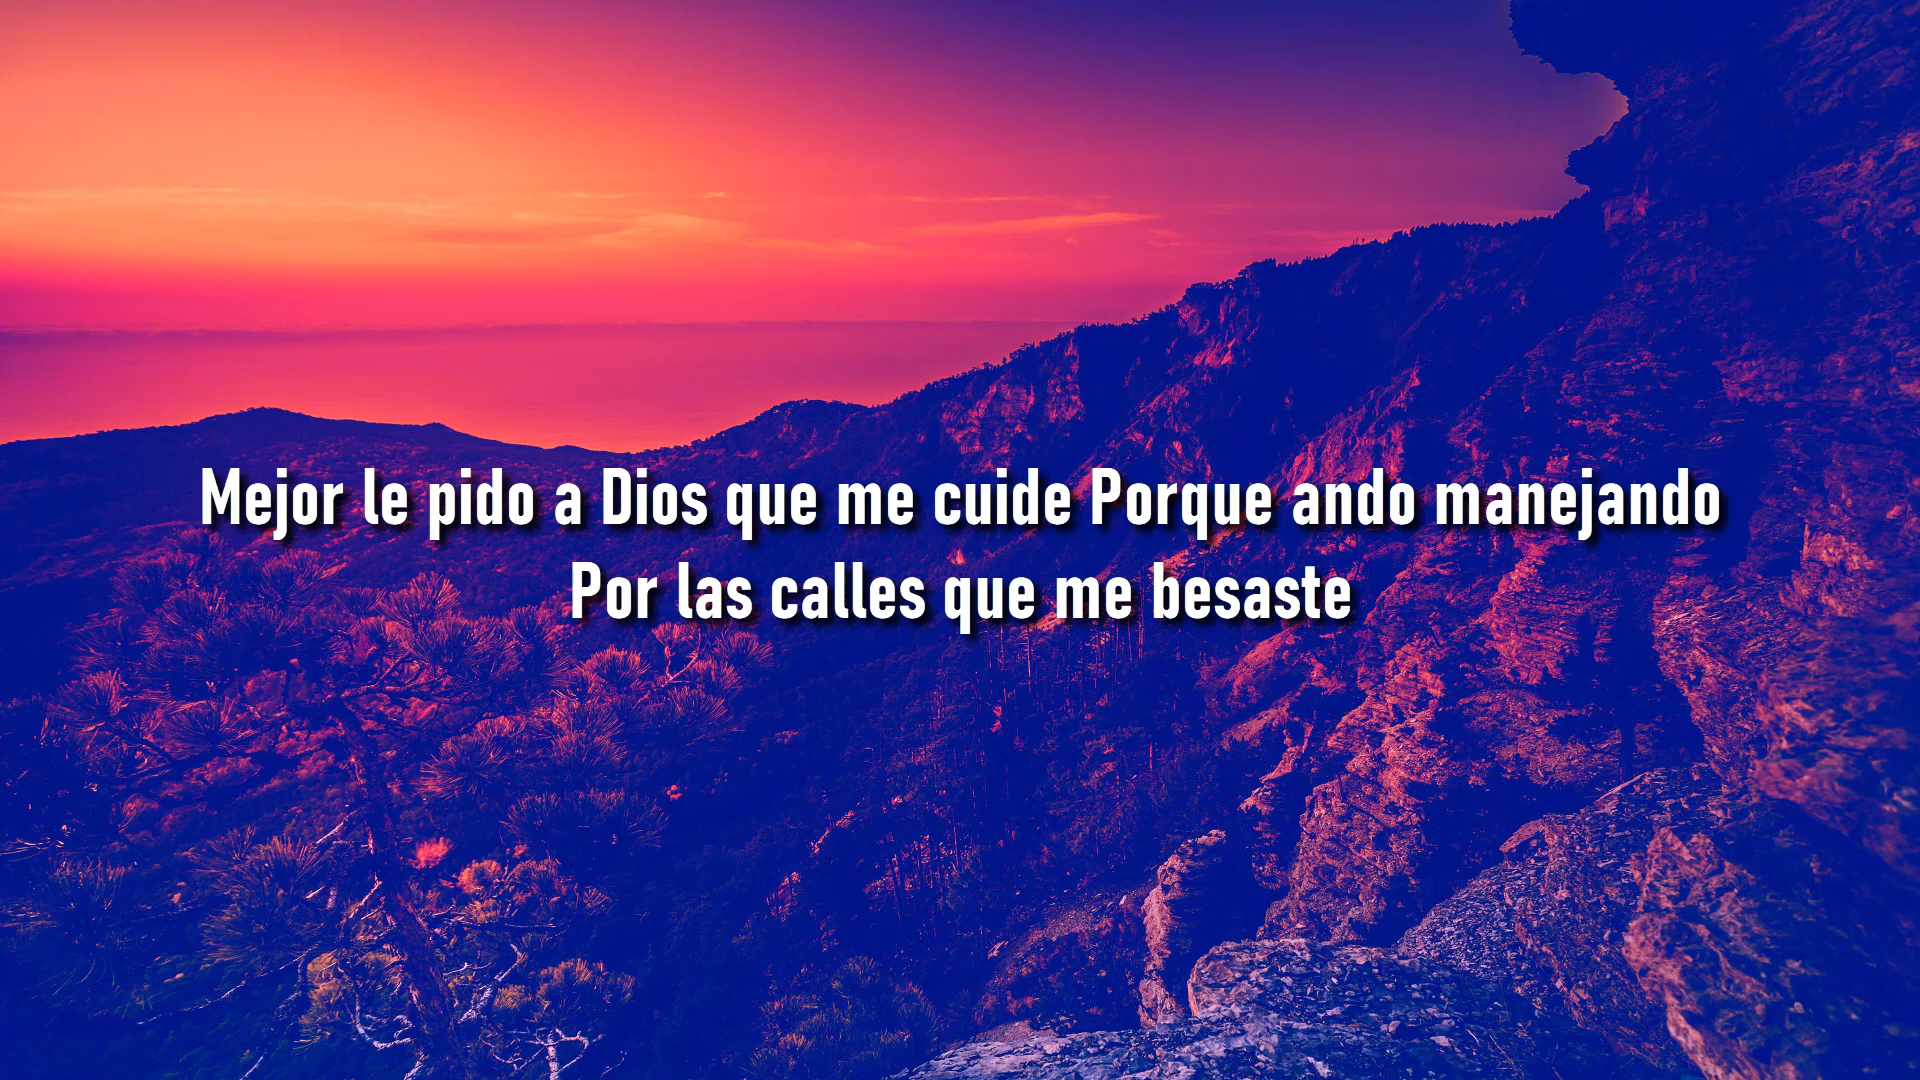 Mejor le pido a Dios que me cuide Porque ando manejando
Por las calles que me besaste